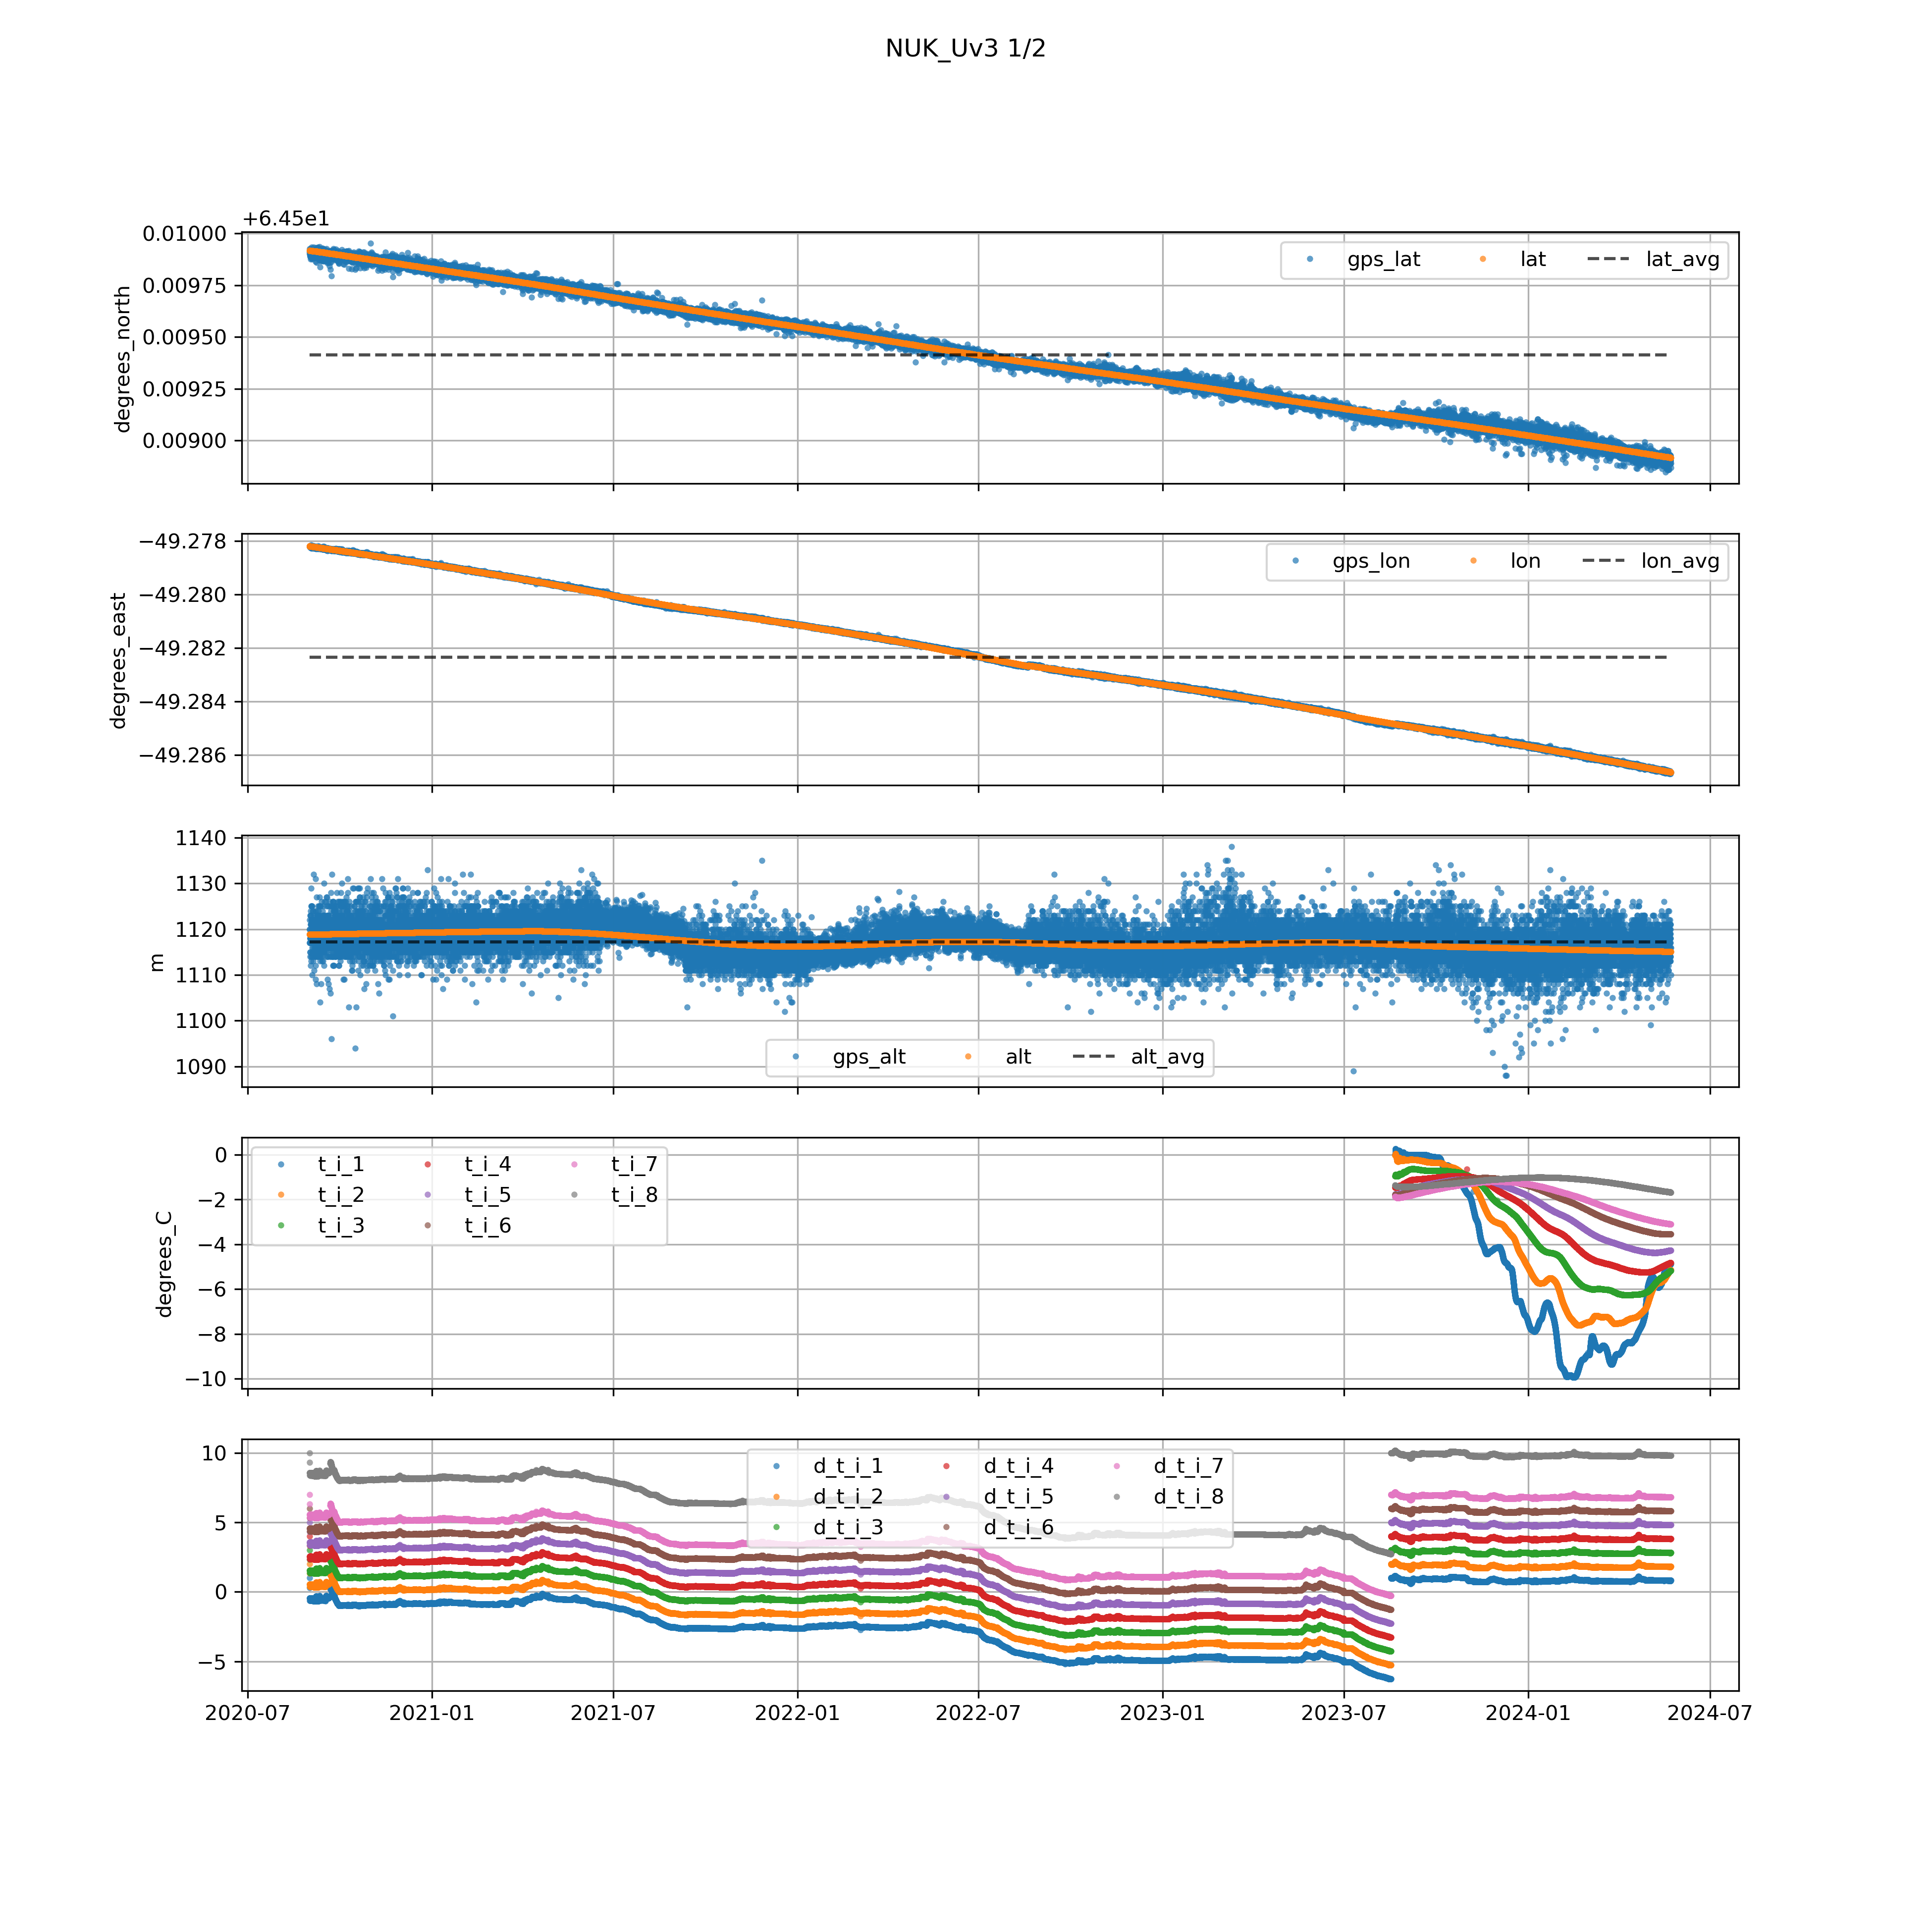 NUK_Uv3 1/2
+6.45e1
0.01000
0.00975
0.00950
0.00925
0.00900
degrees_north
gps_lat lat lat_avg
−49.278
−49.280
−49.282
−49.284
−49.286
degrees_east
gps_lon lon lon_avg
1140
1130
1120
1110
1100
1090
m
gps_alt alt alt_avg
0
−2
−4
−6
−8
−10
degrees_C
t_i_1 t_i_4 t_i_7
t_i_2 t_i_5 t_i_8
t_i_3 t_i_6
10
5
0
−5
d_t_i_1 d_t_i_4 d_t_i_7
d_t_i_2 d_t_i_5 d_t_i_8
d_t_i_3 d_t_i_6
2020-07 2021-01 2021-07 2022-01 2022-07 2023-01 2023-07 2024-01 2024-07